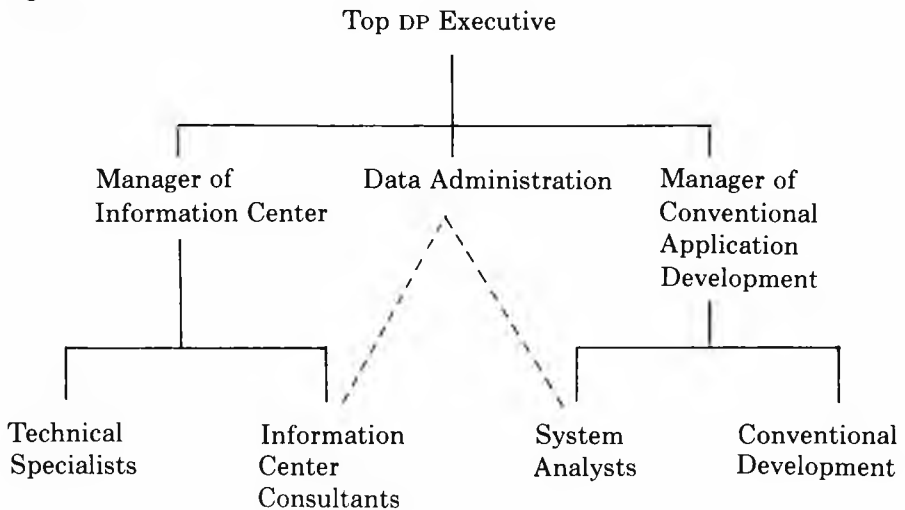 Top DP Executive
Manager of
Information Center
Data Administration
Manager of
Conventional
Application
Development
Technical
Specialists
Information
Center
Consultants
System
Analysts
Conventional
Development